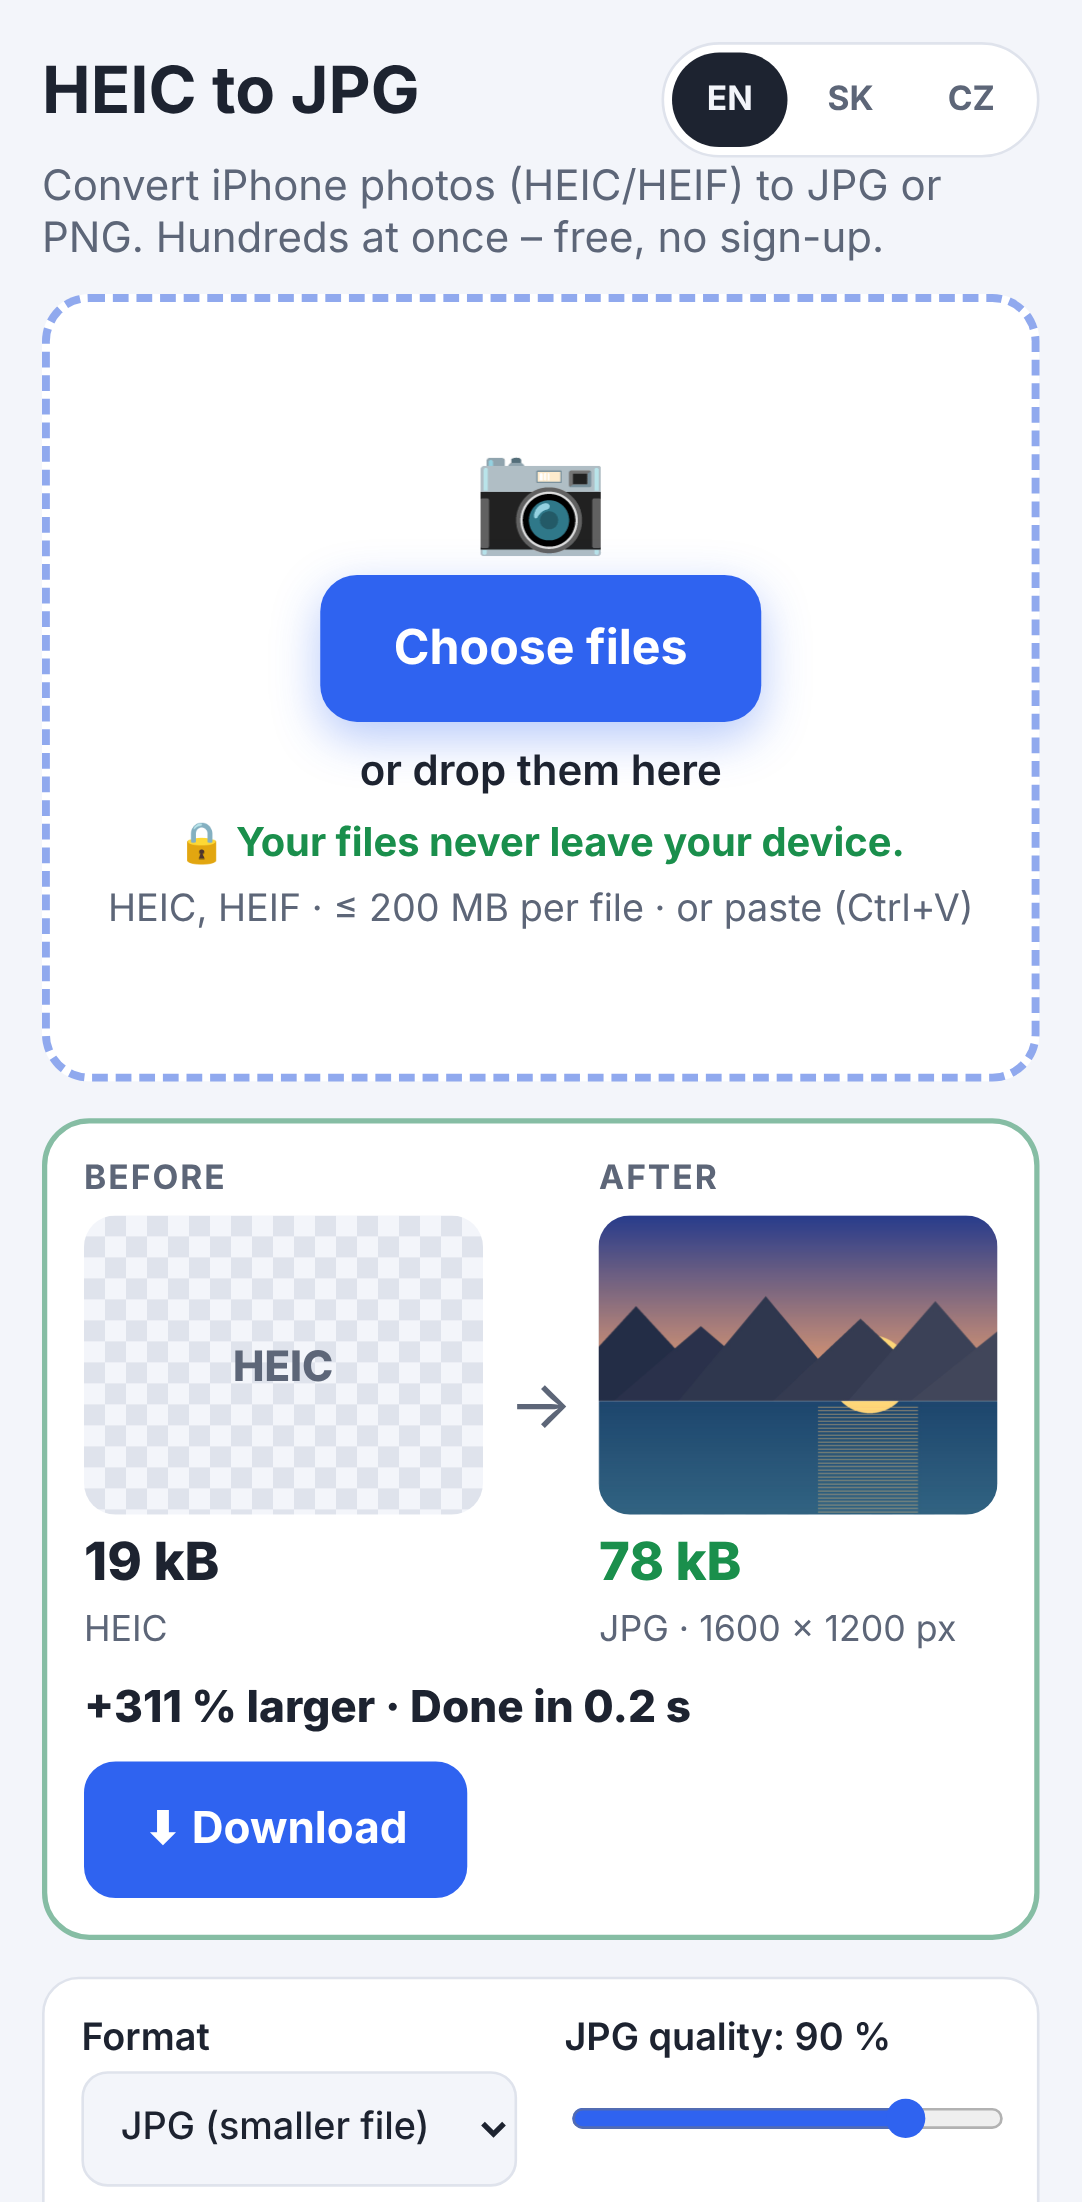 HEIC to JPG
EN SK CZ
Convert iPhone photos (HEIC/HEIF) to JPG or
PNG. Hundreds at once – free, no sign-up.
Choose files
or drop them here
🔒 Your files never leave your device.
HEIC, HEIF · ≤ 200 MB per file · or paste (Ctrl+V)
BEFORE
AFTER
HEIC
→
19 kB
78 kB
HEIC
JPG · 1600 × 1200 px
+311 % larger · Done in 0.2 s
⬇ Download
Format
JPG quality: 90 %
JPG (smaller file)